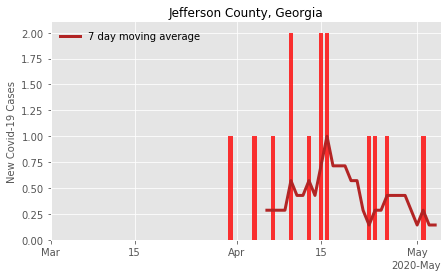 Jefferson County, Georgia
7 day moving average
New Covid-19 Cases
2.00
1.75
1.50
1.25
1.00
0.75
0.50
0.25
0.00
Mar 15 Apr 15 May
2020-May